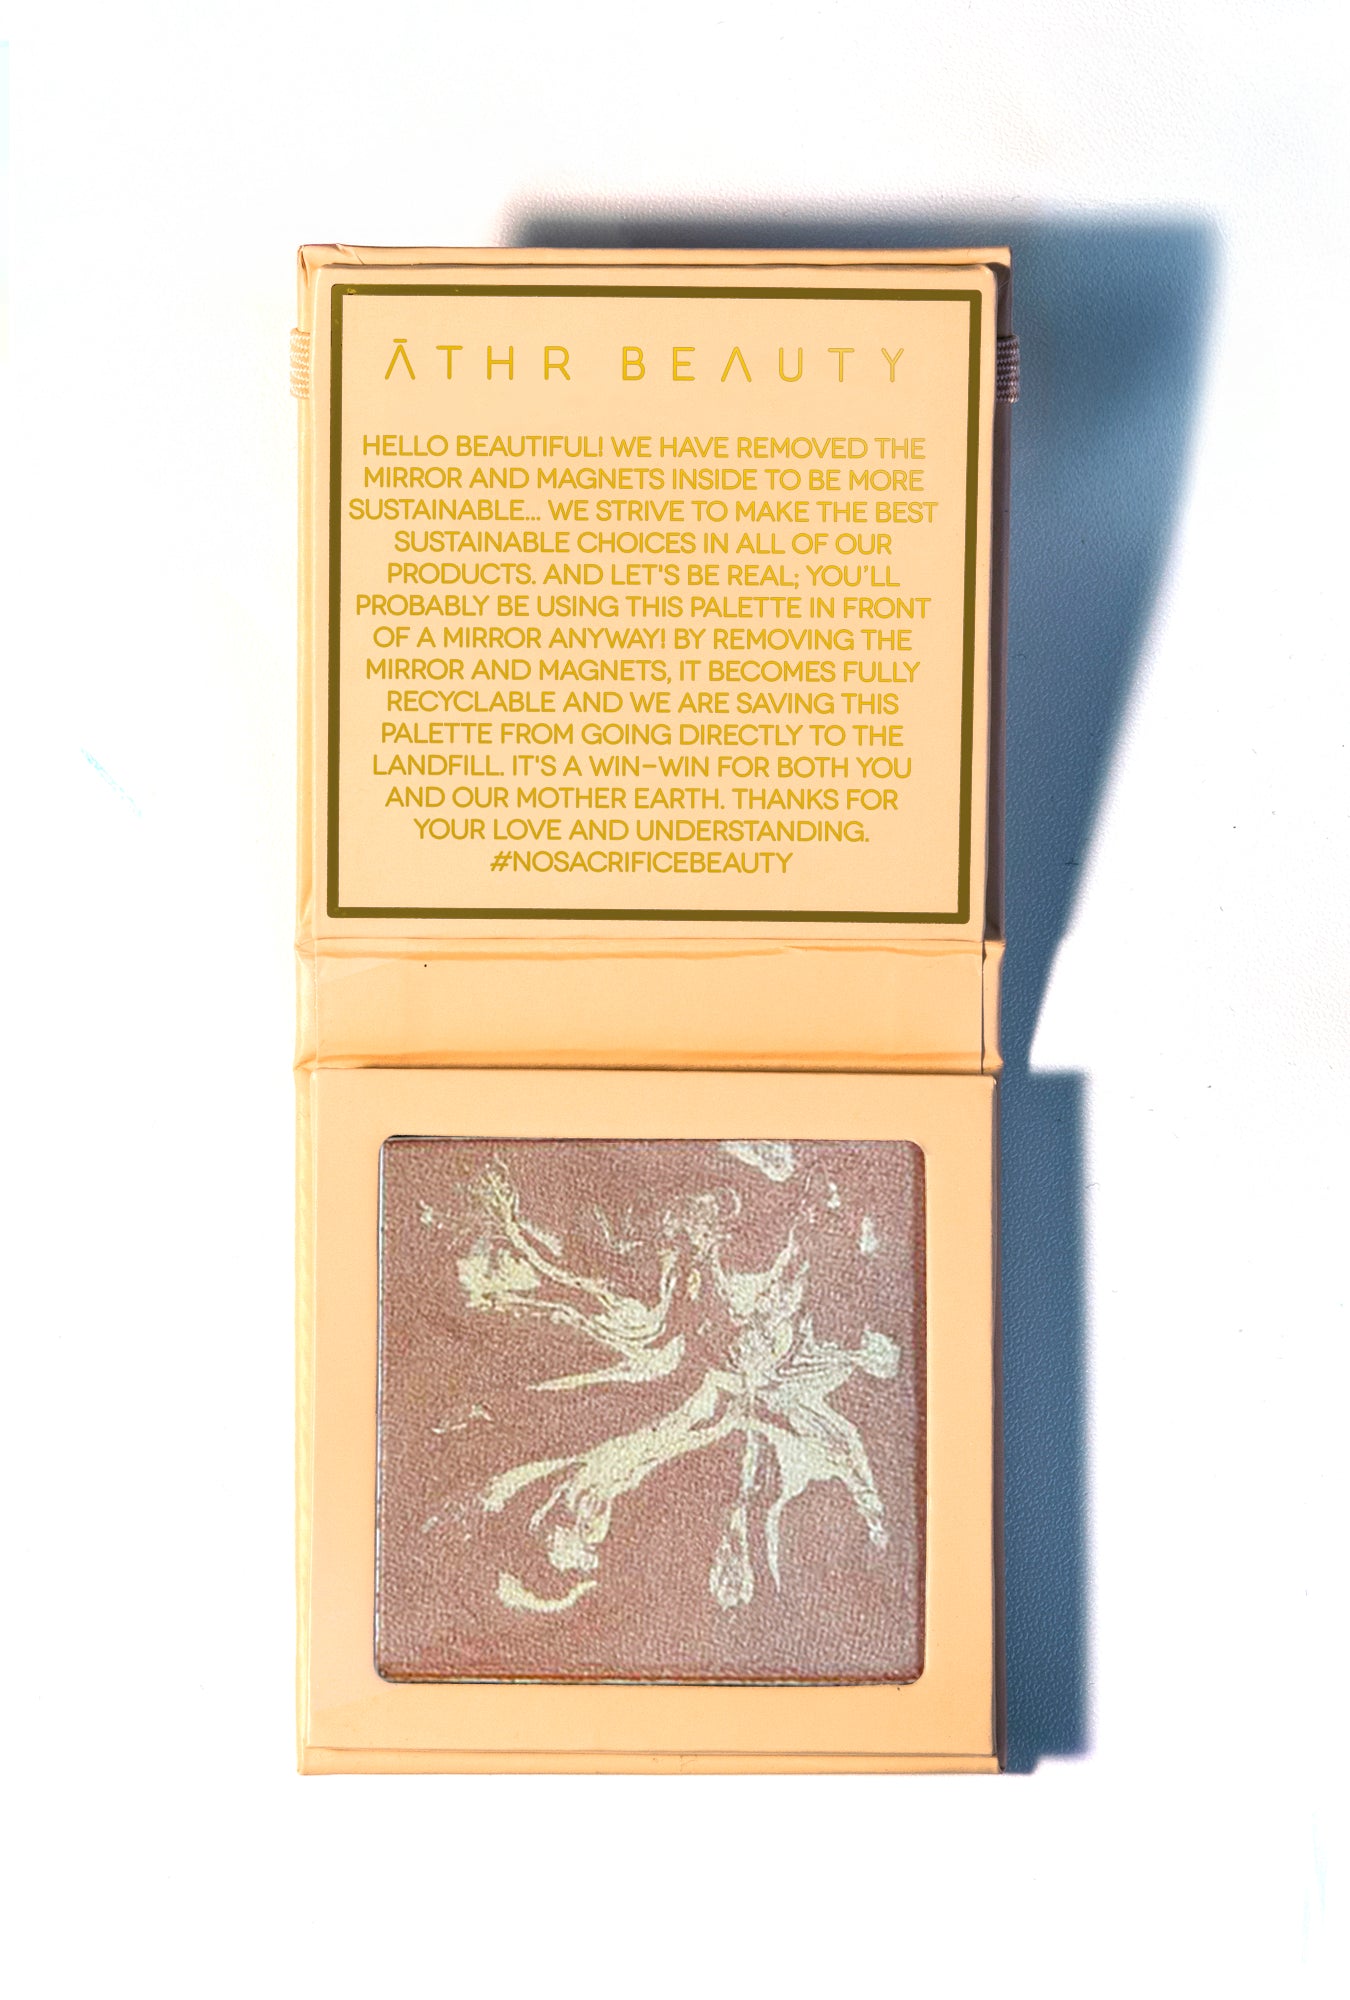 ĀTHR BEAUTY
HELLO BEAUTIFUL! WE HAVE REMOVED THE
MIRROR AND MAGNETS INSIDE TO BE MORE
SUSTAINABLE... WE STRIVE TO MAKE THE BEST
SUSTAINABLE CHOICES IN ALL OF OUR
PRODUCTS. AND LET'S BE REAL; YOU'LL
PROBABLY BE USING THIS PALETTE IN FRONT
OF A MIRROR ANYWAY! BY REMOVING THE
MIRROR AND MAGNETS, IT BECOMES FULLY
RECYCLABLE AND WE ARE SAVING THIS
PALETTE FROM GOING DIRECTLY TO THE
LANDFILL. IT'S A WIN-WIN FOR BOTH YOU
AND OUR MOTHER EARTH. THANKS FOR
YOUR LOVE AND UNDERSTANDING.
#NOSACRIFICEBEAUTY